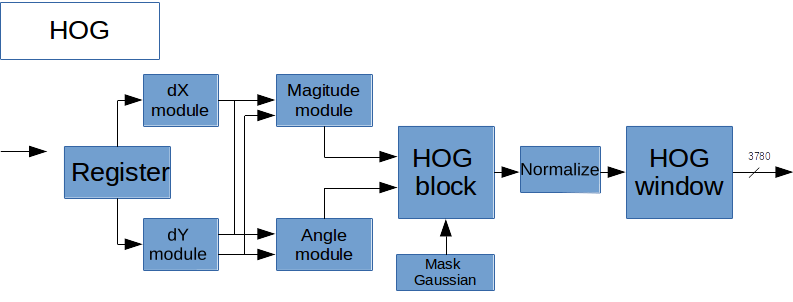 HOG
dX
module
Magitude
module
Register
HOG
block
Normalize
HOG
window
3780
dY
module
Angle
module
Mask
Gaussian